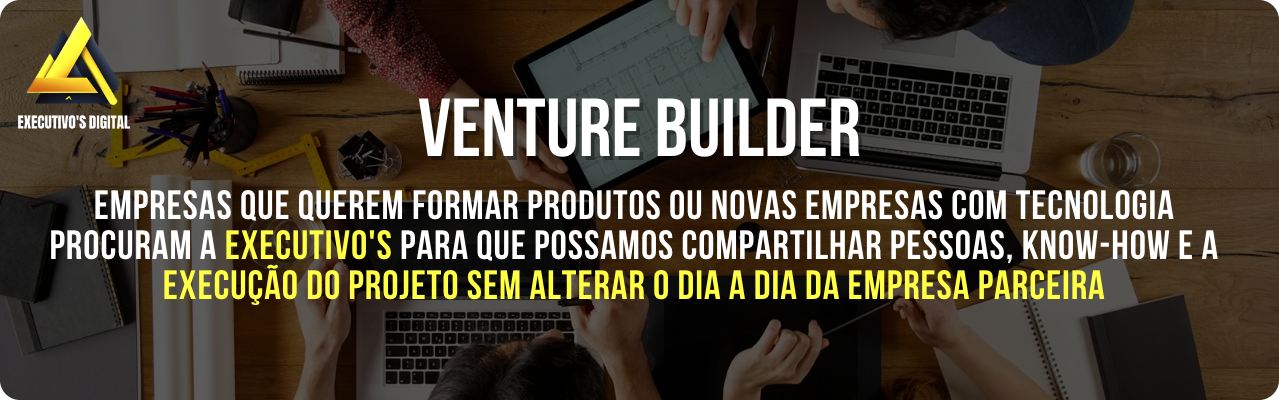 EXECUTIVO'S DIGITAL
VENTURE BUILDER
EMPRESAS QUE QUEREM FORMAR PRODUTOS OU NOVAS EMPRESAS COM TECNOLOGIA
PROCURAM A EXECUTIVO'S PARA QUE POSSAMOS COMPARTILHAR PESSOAS, KNOW-HOW E A
EXECUÇÃO DO PROJETO SEM ALTERAR O DIA A DIA DA EMPRESA PARCEIRA